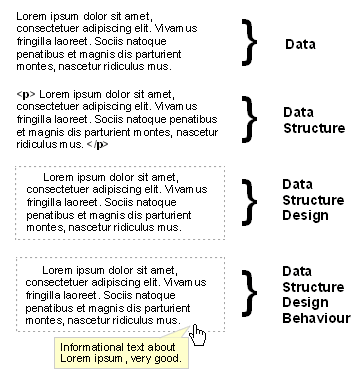 Lorem ipsum dolor sit amet,
consectetuer adipiscing elit. Vivamus
fringilla laoreet. Sociis natoque
penatibus et magnis dis parturient
montes, nascetur ridiculus mus.
} Data
<p> Lorem ipsum dolor sit amet,
consectetuer adipiscing elit. Vivamus
fringilla laoreet. Sociis natoque penatibus
et magnis dis parturient montes, nascetur
ridiculus mus. </p>
} Data
Structure
Lorem ipsum dolor sit amet,
consectetuer adipiscing elit. Vivamus
fringilla laoreet. Sociis natoque
penatibus et magnis dis parturient
montes, nascetur ridiculus mus.
} Data
Structure
Design
Lorem ipsum dolor sit amet,
consectetuer adipiscing elit. Vivamus
fringilla laoreet. Sociis natoque
penatibus et magnis dis parturient
montes, nascetur ridiculus mus.
Informational text about
Lorem ipsum, very good.
} Data
Structure
Design
Behaviour